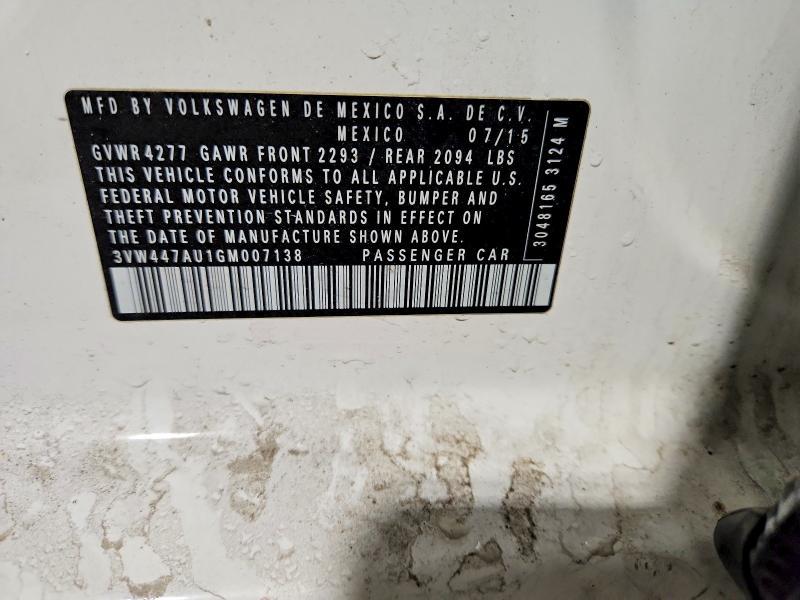 MFD BY VOLKSWAGEN DE MEXICO S.A. DE C.V.
MEXICO 07/15
GVWR 4277 GAWR FRONT 2293 / REAR 2094 LBS
THIS VEHICLE CONFORMS TO ALL APPLICABLE U.S.
FEDERAL MOTOR VEHICLE SAFETY, BUMPER AND
THEFT PREVENTION STANDARDS IN EFFECT ON
THE DATE OF MANUFACTURE SHOWN ABOVE.
3VW447AU1GM007138 PASSENGER CAR
3048165 3124 M